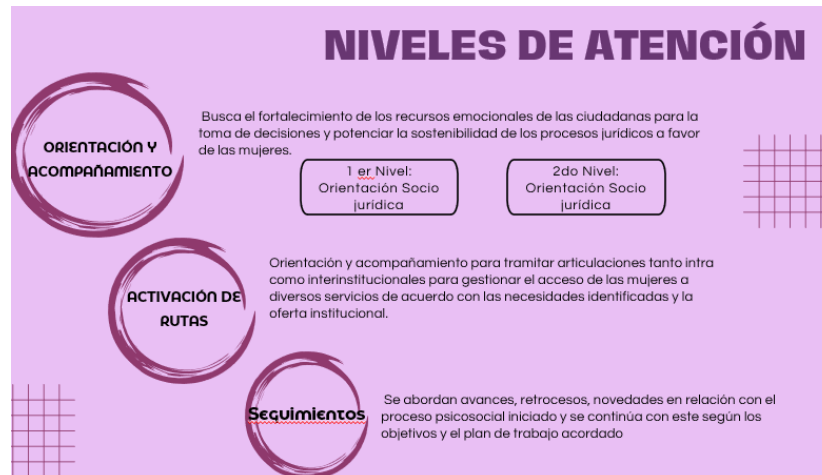 NIVELES DE ATENCIÓN
ORIENTACIÓN Y
ACOMPAÑAMIENTO
Busca el fortalecimiento de los recursos emocionales de las ciudadanas para la
toma de decisiones y potenciar la sostenibilidad de los procesos jurídicos a favor
de las mujeres.
1 er Nivel:
Orientación Socio
jurídica
2do Nivel:
Orientación Socio
jurídica
ACTIVACIÓN DE
RUTAS
Orientación y acompañamiento para tramitar articulaciones tanto intra
como interinstitucionales para gestionar el acceso de las mujeres a
diversos servicios de acuerdo con las necesidades identificadas y la
oferta institucional.
Seguimientos
Se abordan avances, retrocesos, novedades en relación con el
proceso psicosocial iniciado y se continúa con este según los
objetivos y el plan de trabajo acordado